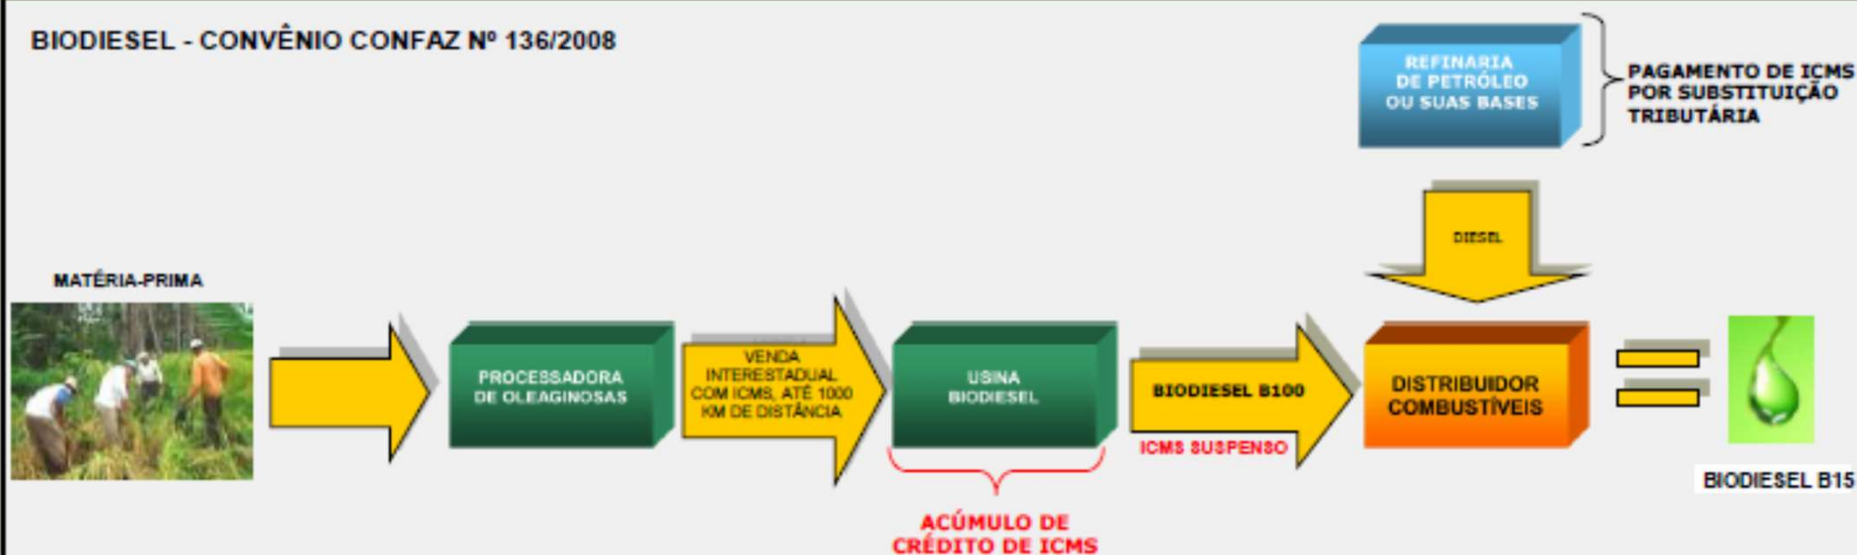 BIODIESEL - CONVÊNIO CONFAZ Nº 136/2008
REFINARIA
DE PETRÓLEO
OU SUAS BASES
PAGAMENTO DE ICMS
POR SUBSTITUIÇÃO
TRIBUTÁRIA
DIESEL
MATÉRIA-PRIMA
PROCESSADORA
DE OLEAGINOSAS
VENDA
INTERESTADUAL
COM ICMS, ATÉ 1000
KM DE DISTÂNCIA
USINA
BIODIESEL
BIODIESEL B100
ICMS SUSPENSO
DISTRIBUIDOR
COMBUSTÍVEIS
BIODIESEL B15
ACÚMULO DE
CRÉDITO DE ICMS